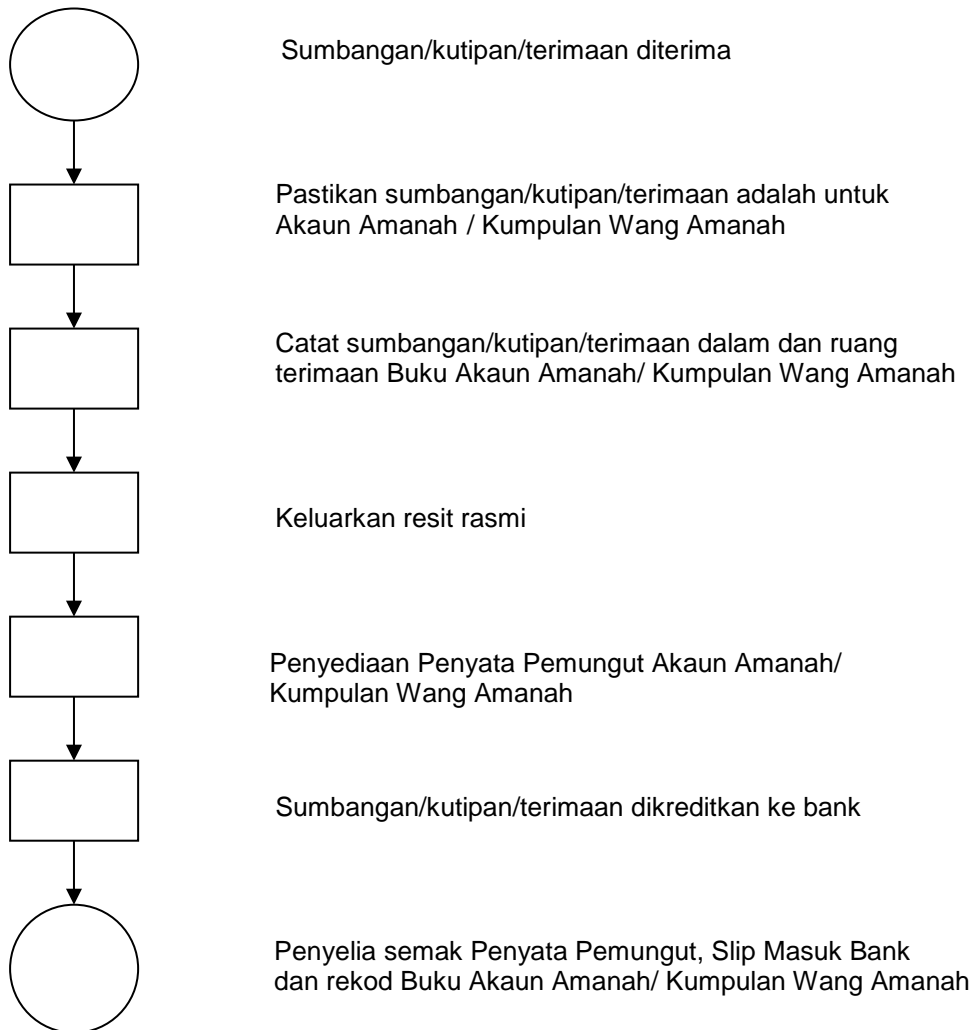 Sumbangan/kutipan/terimaan diterima
Pastikan sumbangan/kutipan/terimaan adalah untuk
Akaun Amanah / Kumpulan Wang Amanah
Catat sumbangan/kutipan/terimaan dalam dan ruang
terimaan Buku Akaun Amanah/ Kumpulan Wang Amanah
Keluarkan resit rasmi
Penyediaan Penyata Pemungut Akaun Amanah/
Kumpulan Wang Amanah
Sumbangan/kutipan/terimaan dikreditkan ke bank
Penyelia semak Penyata Pemungut, Slip Masuk Bank
dan rekod Buku Akaun Amanah/ Kumpulan Wang Amanah